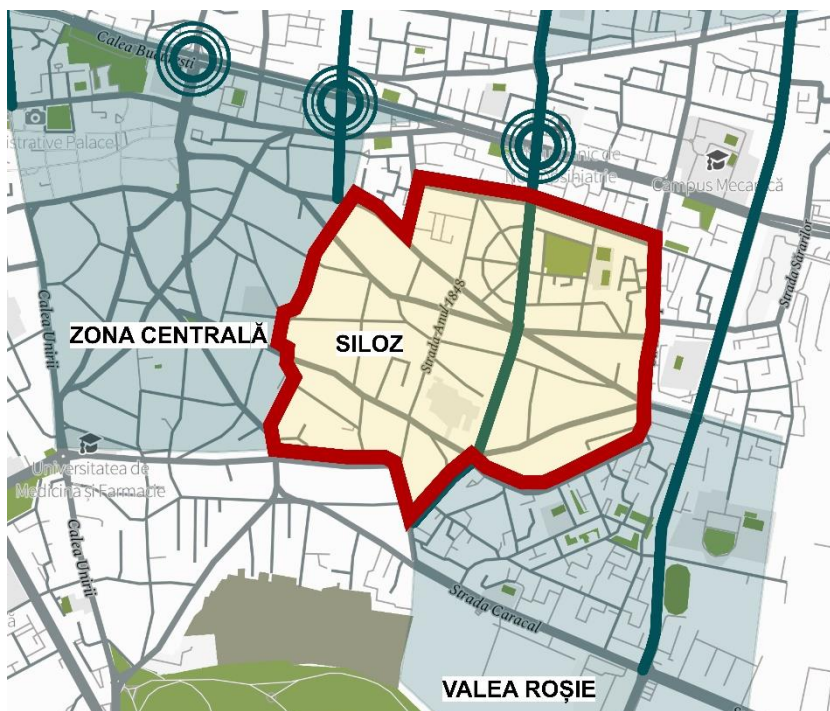 Calea București
istrative Palace
Câmpus Mecanică
Strada Sărarilor
Calea Unirii
ZONA CENTRALĂ
SILOZ
Strada Anul 1848
Universitatea de
Medicină și Farmacie
Calea Unirii
Strada Caracal
VALEA ROȘIE